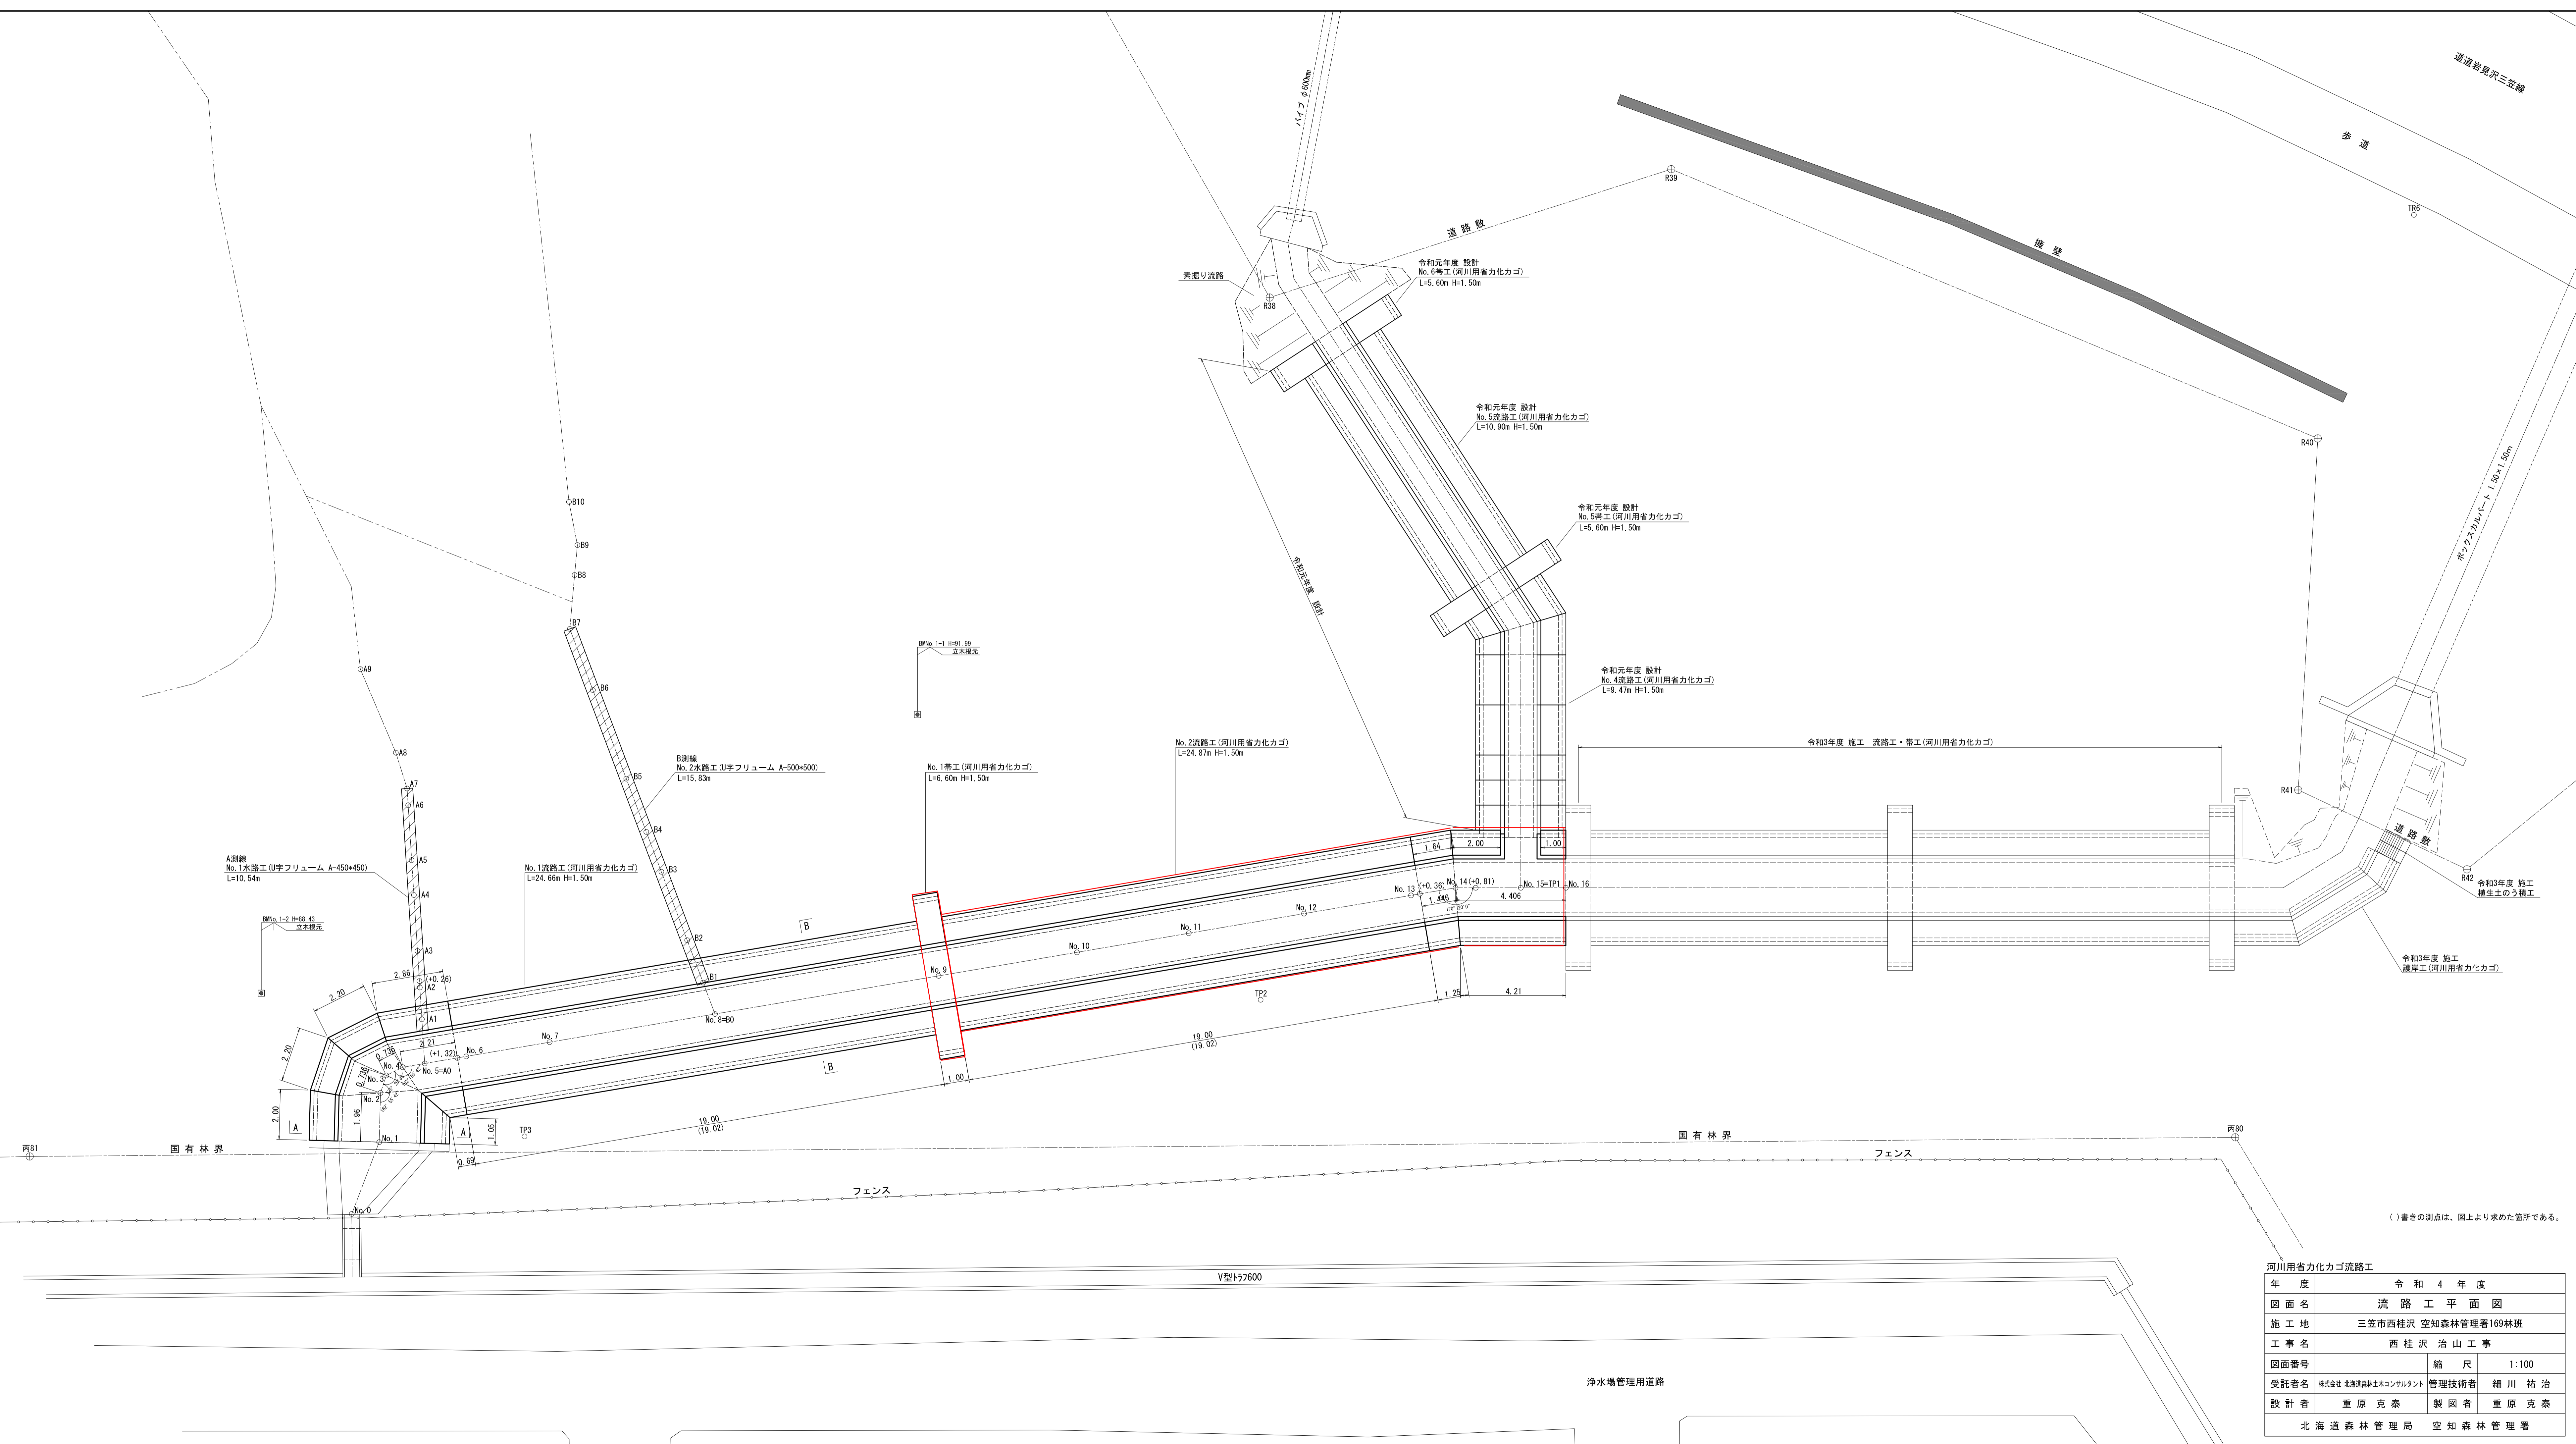 道道岩見沢三笠線
歩 道
TR6
擁 壁
パイプ φ600mm
R39
道 路 敷
素掘り流路
R38
令和元年度 設計
No.6帯工(河川用省力化カゴ)
L=5.60m H=1.50m
令和元年度 設計
No.5流路工(河川用省力化カゴ)
L=10.90m H=1.50m
R40
ボックスカルバート 1.50×1.50m
令和元年度 設計
No.5帯工(河川用省力化カゴ)
L=5.60m H=1.50m
令和元年度 設計
令和元年度 設計
No.4流路工(河川用省力化カゴ)
L=9.47m H=1.50m
B10
B9
B8
B7
B6
B5
B4
B3
B2
B1
A9
A8
A7
A6
A5
A4
A3
(+0.26)
A2
A1
BMNo.1-1 H=91.99
立木根元
B測線
No.2水路工(U字フリューム A-500*500)
L=15.83m
No.1帯工(河川用省力化カゴ)
L=6.60m H=1.50m
No.2流路工(河川用省力化カゴ)
L=24.87m H=1.50m
令和3年度 施工 流路工・帯工(河川用省力化カゴ)
R41
道 路 敷
R42
令和3年度 施工
植生土のう積工
令和3年度 施工
護岸工(河川用省力化カゴ)
A測線
No.1水路工(U字フリューム A-450*450)
L=10.54m
No.1流路工(河川用省力化カゴ)
L=24.66m H=1.50m
BMNo.1-2 H=88.43
立木根元
1.64
2.00
1.00
No.13
(+0.36)
No.14
(+0.81)
No.15=TP1
No.16
1.446
4.406
No.12
No.11
No.10
No.9
No.8=B0
No.7
No.6
(+1.32)
No.5=A0
No.4
No.3
No.2
No.1
No.0
B
B
A
A
2.86
2.20
2.20
2.00
2.21
0.736
0.736
1.96
1.05
0.69
19.00
(19.02)
1.00
19.00
(19.02)
1.25
4.21
TP2
TP3
丙81
国 有 林 界
国 有 林 界
丙80
フェンス
フェンス
V型トラフ600
浄水場管理用道路
( )書きの測点は、図上より求めた箇所である。
河川用省力化カゴ流路工
年 度 令 和 4 年 度
図 面 名 流 路 工 平 面 図
施 工 地 三笠市西桂沢 空知森林管理署169林班
工 事 名 西 桂 沢 治 山 工 事
図面番号 縮 尺 1:100
受託者名 株式会社 北海道森林土木コンサルタント 管理技術者 細 川 祐 治
設 計 者 重 原 克 泰 製 図 者 重 原 克 泰
北 海 道 森 林 管 理 局 空 知 森 林 管 理 署